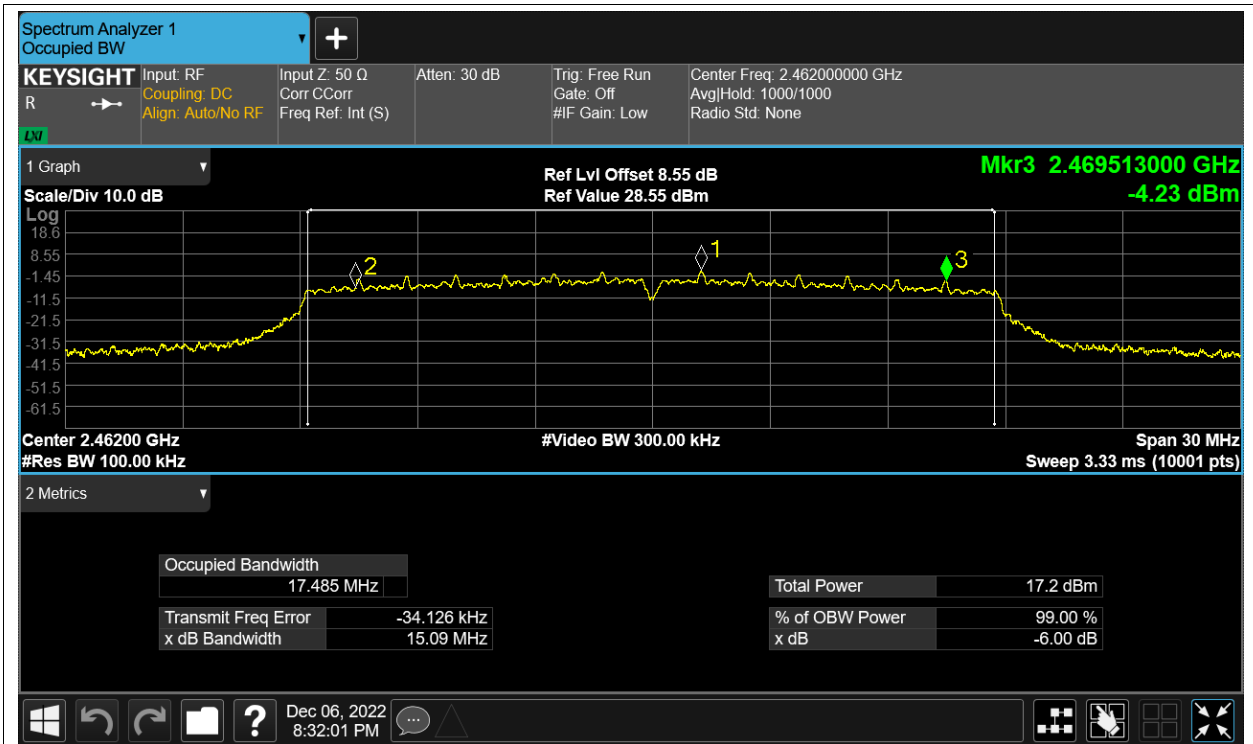 Spectrum Analyzer 1
Occupied BW
KEYSIGHT
R
LXI
Input: RF
Coupling: DC
Align: Auto/No RF
Input Z: 50 Ω
Corr CCorr
Freq Ref: Int (S)
Atten: 30 dB
Trig: Free Run
Gate: Off
#IF Gain: Low
Center Freq: 2.462000000 GHz
Avg|Hold: 1000/1000
Radio Std: None
1 Graph
Scale/Div 10.0 dB
Ref Lvl Offset 8.55 dB
Ref Value 28.55 dBm
Mkr3 2.469513000 GHz
-4.23 dBm
Log
18.6
8.55
-1.45
-11.5
-21.5
-31.5
-41.5
-51.5
-61.5
2
1
3
Center 2.46200 GHz
#Res BW 100.00 kHz
#Video BW 300.00 kHz
Span 30 MHz
Sweep 3.33 ms (10001 pts)
2 Metrics
Occupied Bandwidth
17.485 MHz
Transmit Freq Error -34.126 kHz
x dB Bandwidth 15.09 MHz
Total Power 17.2 dBm
% of OBW Power 99.00 %
x dB -6.00 dB
?
Dec 06, 2022
8:32:01 PM